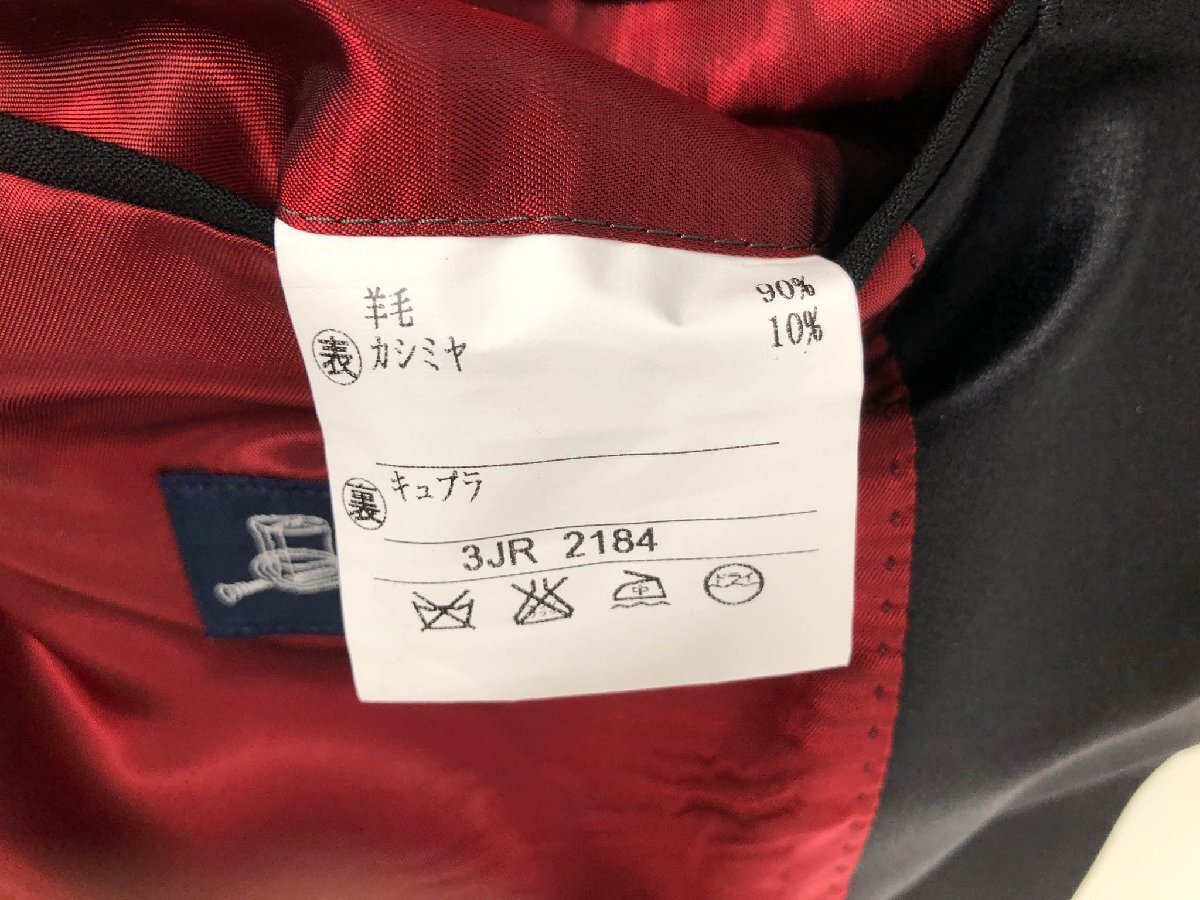 羊毛 90%
表 カシミヤ 10%
裏 キュプラ
3JR 2184
中 ドライ